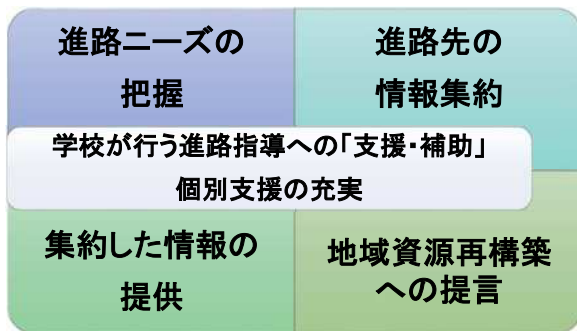 進路ニーズの
把握
進路先の
情報集約
学校が行う進路指導への「支援・補助」
個別支援の充実
集約した情報の
提供
地域資源再構築
への提言